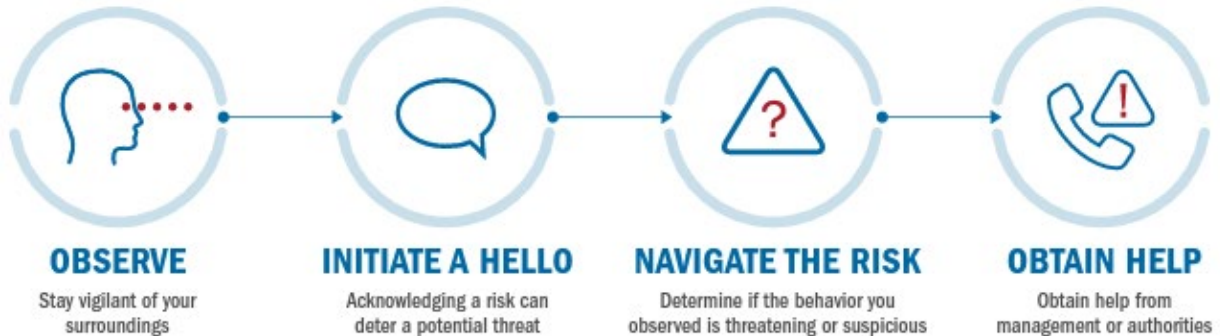 OBSERVE
Stay vigilant of your
surroundings
INITIATE A HELLO
Acknowledging a risk can
deter a potential threat
NAVIGATE THE RISK
Determine if the behavior you
observed is threatening or suspicious
OBTAIN HELP
Obtain help from
management or authorities